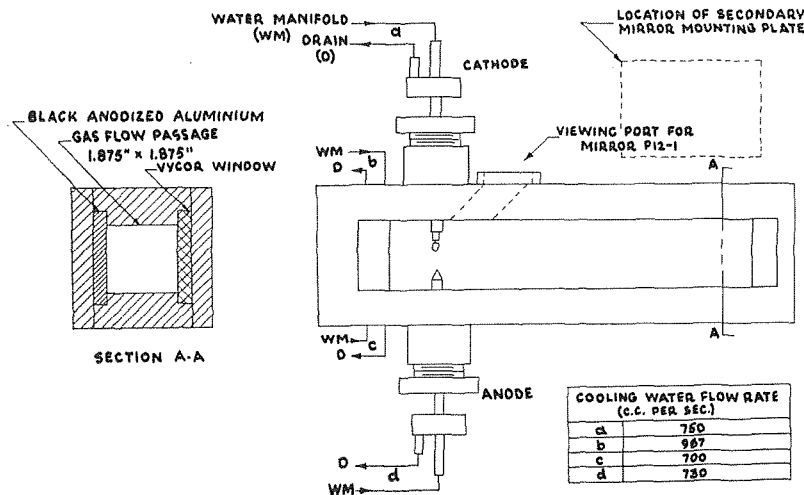 WATER MANIFOLD
(WM)
a
DRAIN
(D)
CATHODE
LOCATION OF SECONDARY
MIRROR MOUNTING PLATE
BLACK ANODIZED ALUMINIUM
GAS FLOW PASSAGE
1.875" × 1.875"
VYCOR WINDOW
WM
D
b
VIEWING PORT FOR
MIRROR P12-1
A
A
SECTION A-A
WM
D
c
ANODE
D
d
WM
COOLING WATER FLOW RATE
(C.C. PER SEC.)
a 750
b 967
c 700
d 730